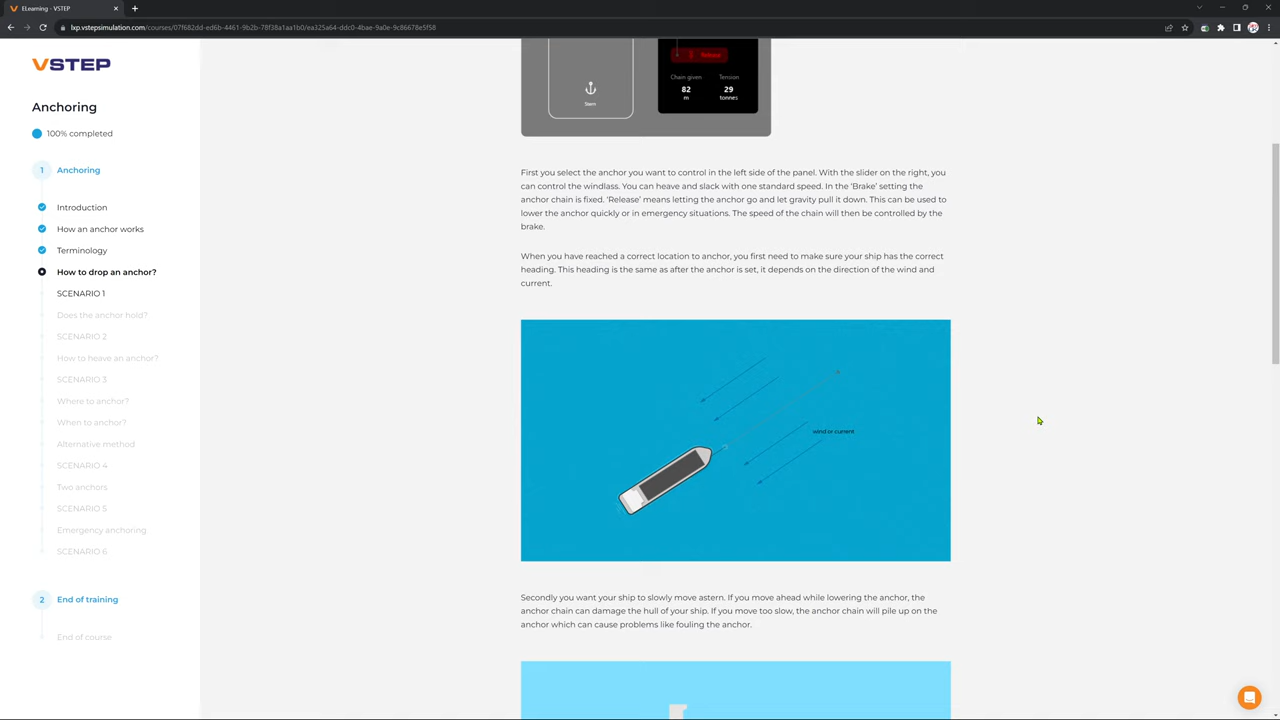 ELearning - VSTEP
lxp.vstepsimulation.com/courses/07f682dd-ed6b-4461-9b2b-78f38a1aa1b0/ea325a64-ddc0-4bae-9a0e-9c86678e5f58
VSTEP
Anchoring
100% completed
1 Anchoring
Introduction
How an anchor works
Terminology
How to drop an anchor?
SCENARIO 1
Does the anchor hold?
SCENARIO 2
How to heave an anchor?
SCENARIO 3
Where to anchor?
When to anchor?
Alternative method
SCENARIO 4
Two anchors
SCENARIO 5
Emergency anchoring
SCENARIO 6
2 End of training
End of course
Stern
Release
Chain given Tension
82 29
m tonnes
First you select the anchor you want to control in the left side of the panel. With the slider on the right, you
can control the windlass. You can heave and slack with one standard speed. In the ‘Brake’ setting the
anchor chain is fixed. ‘Release’ means letting the anchor go and let gravity pull it down. This can be used to
lower the anchor quickly or in emergency situations. The speed of the chain will then be controlled by the
brake.
When you have reached a correct location to anchor, you first need to make sure your ship has the correct
heading. This heading is the same as after the anchor is set, it depends on the direction of the wind and
current.
wind or current
Secondly you want your ship to slowly move astern. If you move ahead while lowering the anchor, the
anchor chain can damage the hull of your ship. If you move too slow, the anchor chain will pile up on the
anchor which can cause problems like fouling the anchor.